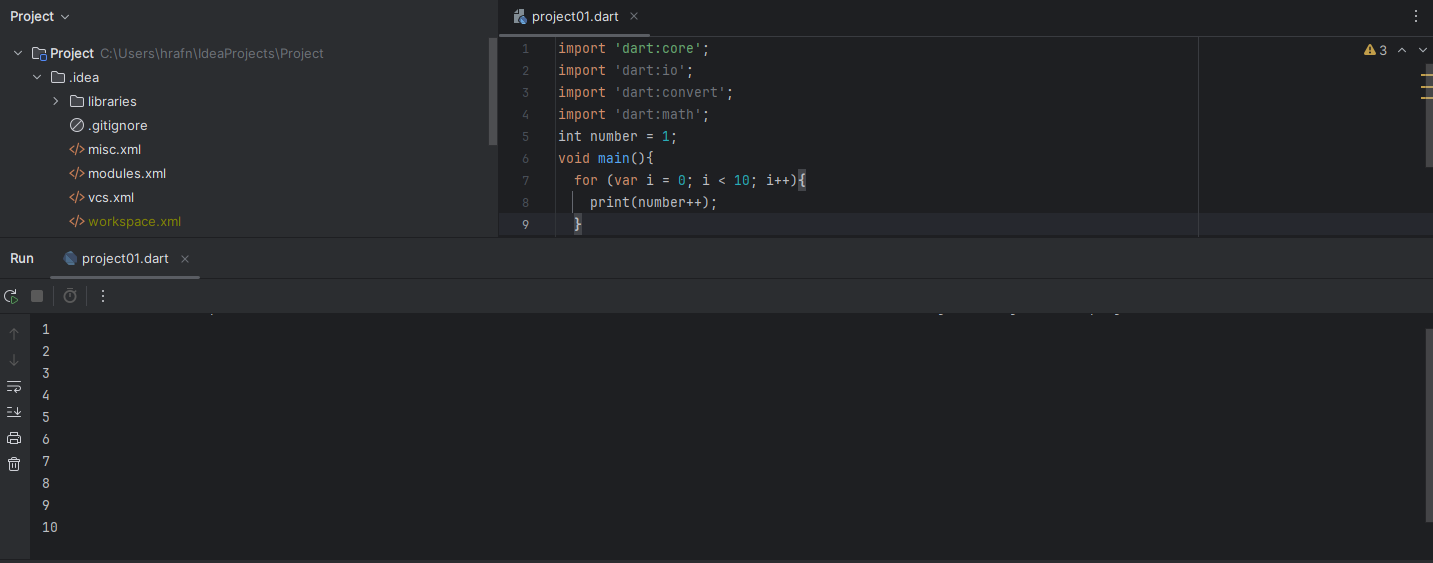 Project
Project C:\Users\hrafn\IdeaProjects\Project
.idea
libraries
.gitignore
misc.xml
modules.xml
vcs.xml
workspace.xml
project01.dart
3
1 import 'dart:core';
2 import 'dart:io';
3 import 'dart:convert';
4 import 'dart:math';
5 int number = 1;
6 void main(){
7 for (var i = 0; i < 10; i++){
8 print(number++);
9 }
Run project01.dart
1
2
3
4
5
6
7
8
9
10